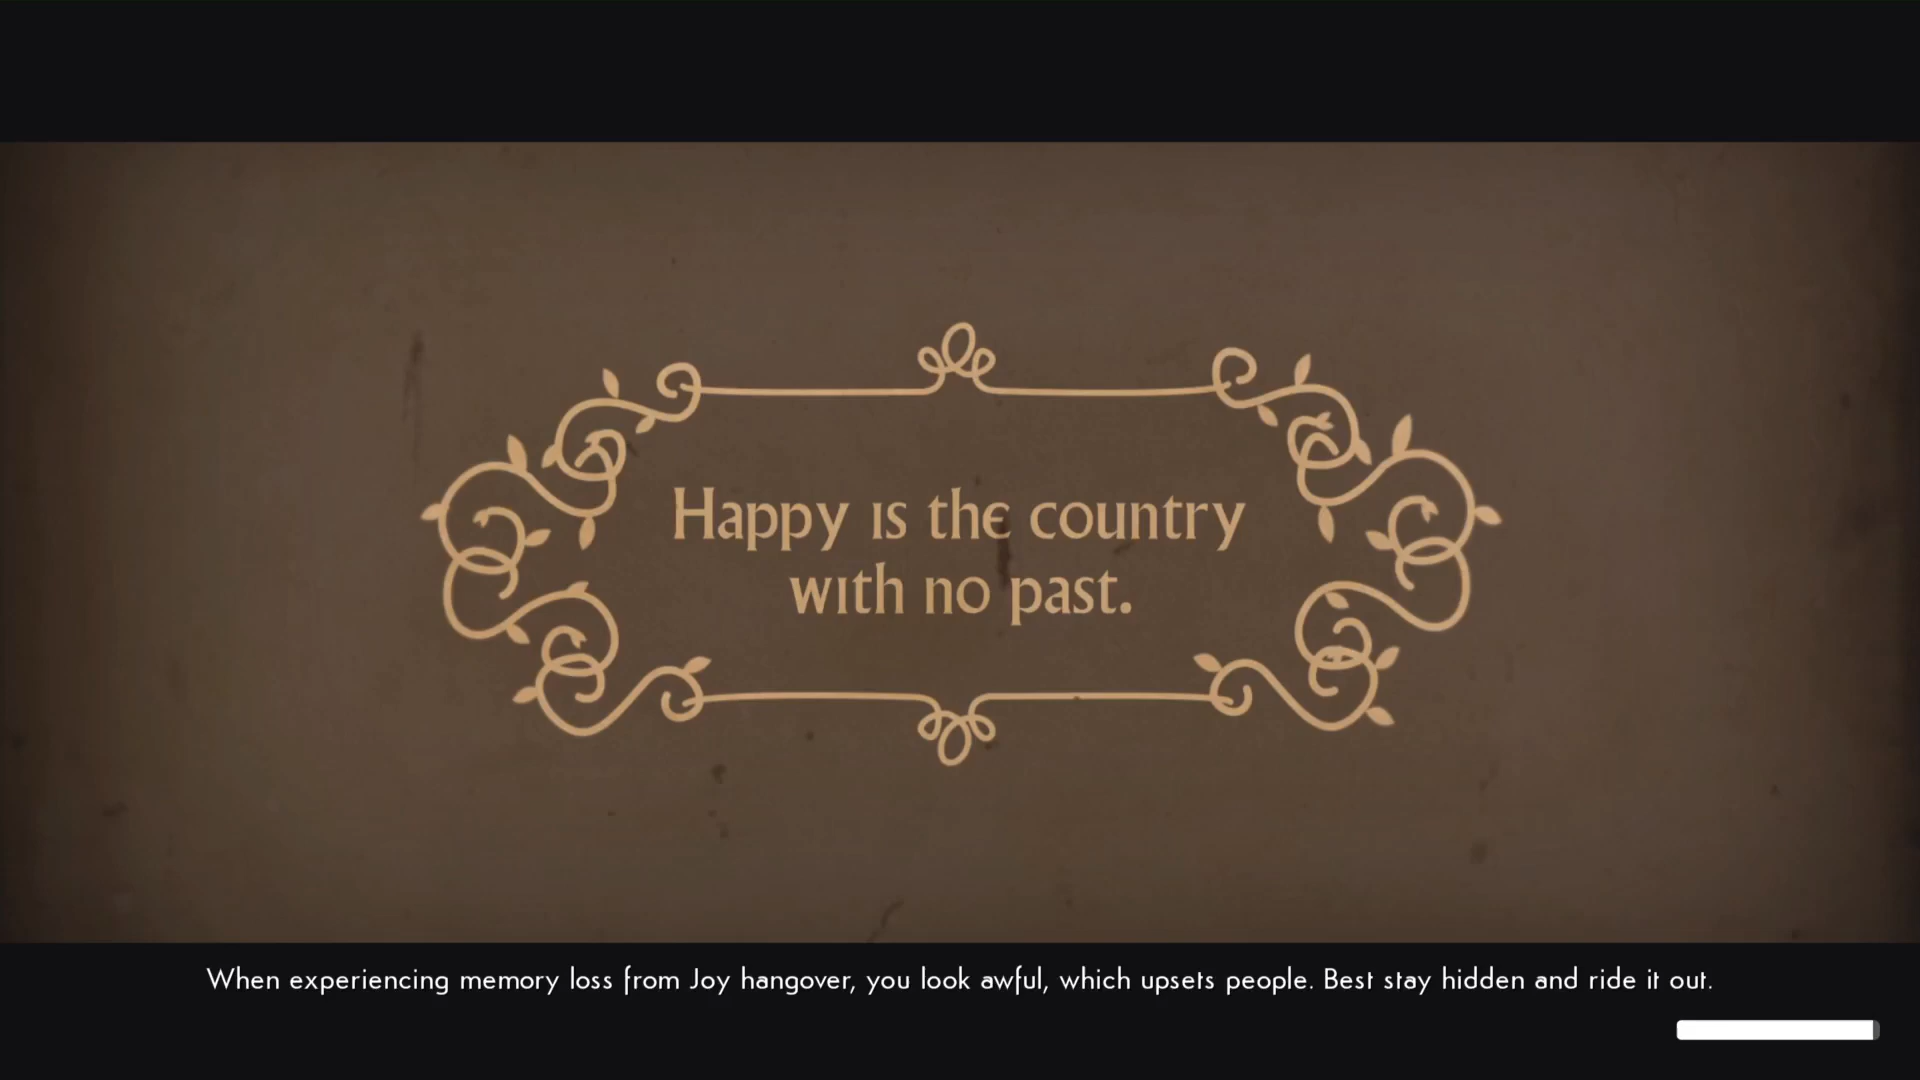 Happy is the country
with no past.
When experiencing memory loss from Joy hangover, you look awful, which upsets people. Best stay hidden and ride it out.